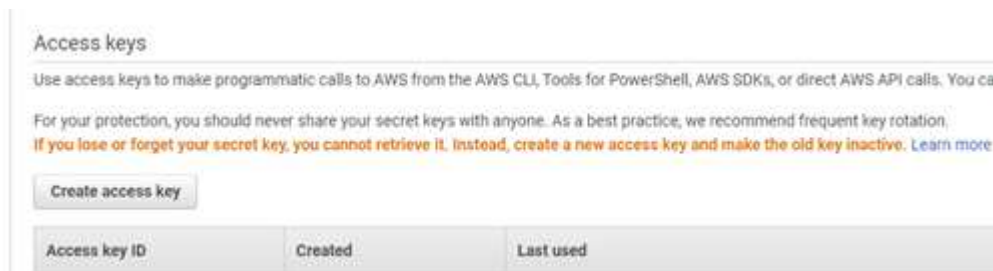 Access keys
Use access keys to make programmatic calls to AWS from the AWS CLI, Tools for PowerShell, AWS SDKs, or direct AWS API calls. You ca
For your protection, you should never share your secret keys with anyone. As a best practice, we recommend frequent key rotation.
If you lose or forget your secret key, you cannot retrieve it. Instead, create a new access key and make the old key inactive. Learn more
Create access key
Access key ID Created Last used